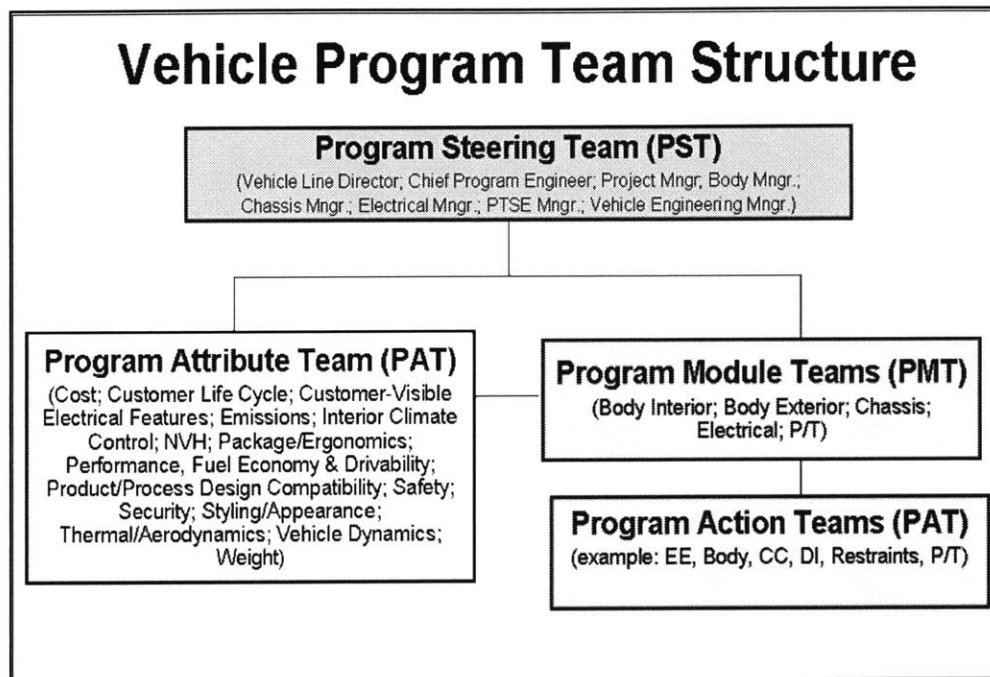 Vehicle Program Team Structure
Program Steering Team (PST)
(Vehicle Line Director; Chief Program Engineer; Project Mngr; Body Mngr.;
Chassis Mngr.; Electrical Mngr.; PTSE Mngr.; Vehicle Engineering Mngr.)
Program Attribute Team (PAT)
(Cost; Customer Life Cycle; Customer-Visible
Electrical Features; Emissions; Interior Climate
Control; NVH; Package/Ergonomics;
Performance, Fuel Economy & Drivability;
Product/Process Design Compatibility; Safety;
Security; Styling/Appearance;
Thermal/Aerodynamics; Vehicle Dynamics;
Weight)
Program Module Teams (PMT)
(Body Interior; Body Exterior; Chassis;
Electrical; P/T)
Program Action Teams (PAT)
(example: EE, Body, CC, DI, Restraints, P/T)